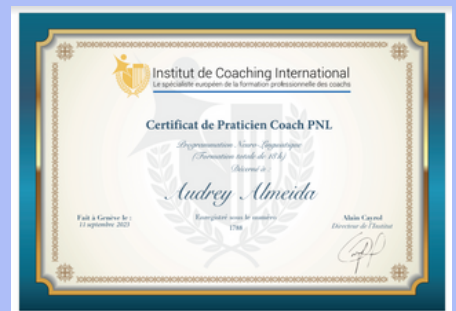 Institut de Coaching International
Le spécialiste européen de la formation professionnelle des coachs
Certificat de Praticien Coach PNL
Programmation Neuro-Linguistique
(Formation totale de 18 h)
Décerné à :
Audrey Almeida
Fait à Genève le :
septembre 2023
Enregistré sous le numéro
1788
Alain Cayrol
Directeur de l'Institut